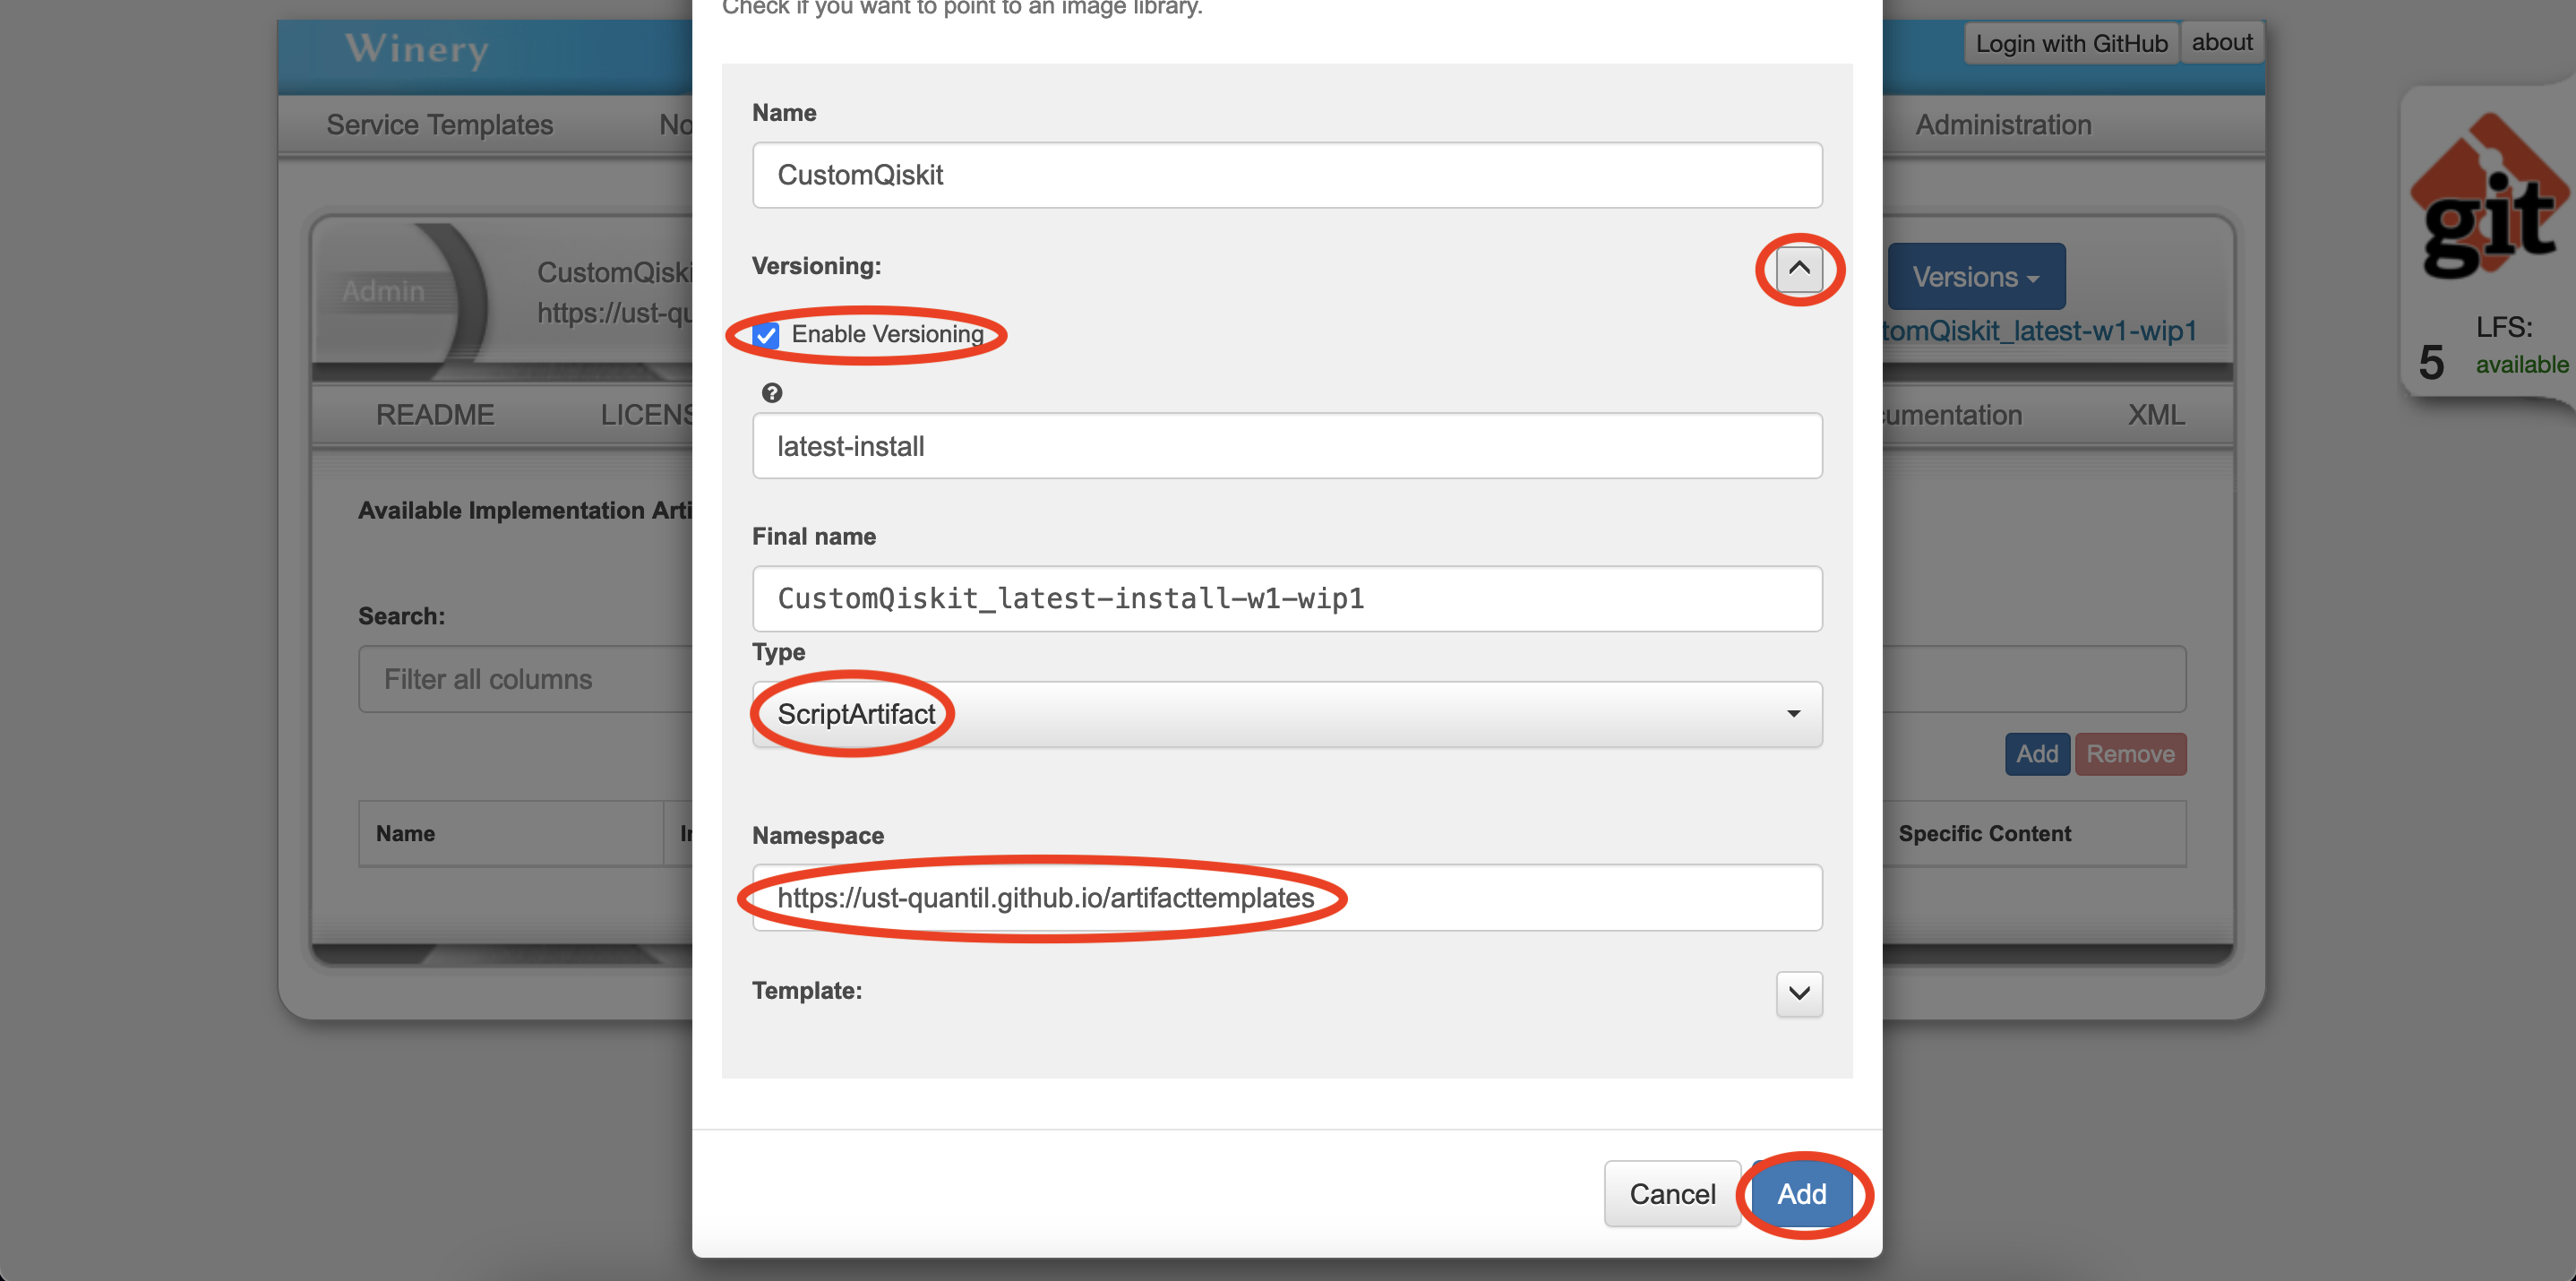 Check if you want to point to an image library.
Winery
Login with GitHub
about
Service Templates
No
Administration
Name
CustomQiskit
Versioning:
Admin
CustomQiski
https://ust-qu
Versions
tomQiskit_latest-w1-wip1
Enable Versioning
git
LFS:
5
available
?
latest-install
README
LICENS
cumentation
XML
Available Implementation Arti
Final name
CustomQiskit_latest-install-w1-wip1
Search:
Type
Filter all columns
ScriptArtifact
Add
Remove
Name
Namespace
Specific Content
https://ust-quantil.github.io/artifacttemplates
Template:
Cancel
Add